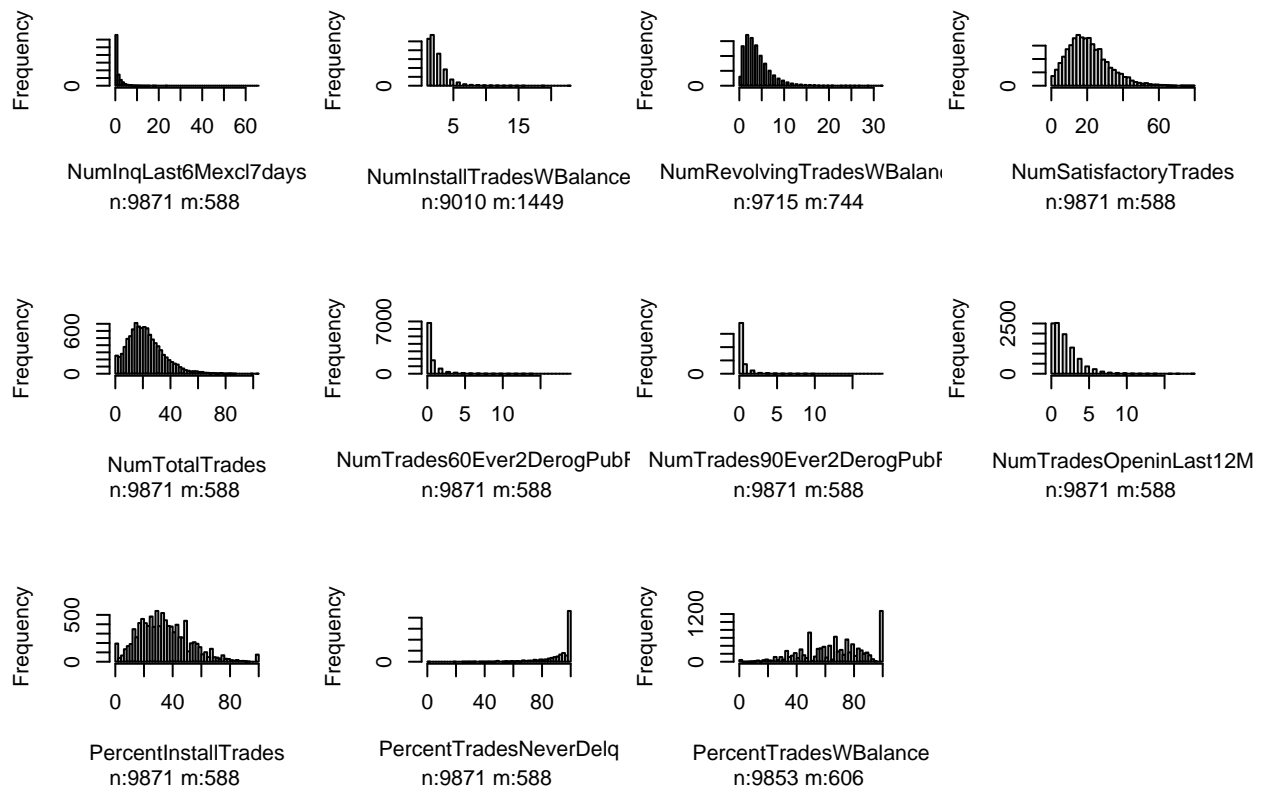 Frequency
0
0 20 40 60
NumInqLast6Mexcl7days
n:9871 m:588
Frequency
0
5 15
NumInstallTradesWBalance
n:9010 m:1449
Frequency
0
0 10 20 30
NumRevolvingTradesWBalan
n:9715 m:744
Frequency
0
0 20 60
NumSatisfactoryTrades
n:9871 m:588
Frequency
0 600
0 40 80
NumTotalTrades
n:9871 m:588
Frequency
0 7000
0 5 10
NumTrades60Ever2DerogPub
n:9871 m:588
Frequency
0
0 5 10
NumTrades90Ever2DerogPub
n:9871 m:588
Frequency
0 2500
0 5 10
NumTradesOpeninLast12M
n:9871 m:588
Frequency
0 500
0 40 80
PercentInstallTrades
n:9871 m:588
Frequency
0
0 40 80
PercentTradesNeverDelq
n:9871 m:588
Frequency
0 1200
0 40 80
PercentTradesWBalance
n:9853 m:606